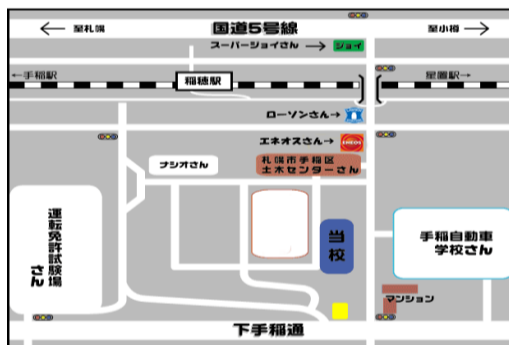 ←至札幌
国道5号線
至小樽→
スーパージョイさん→
ジョイ
←手稲駅
稲穂駅
星置駅→
ローソンさん→
エネオスさん→
ENEOS
ナシオさん
札幌市手稲区
土木センターさん
運転免許試験場さん
当校
手稲自動車
学校さん
マンション
下手稲通